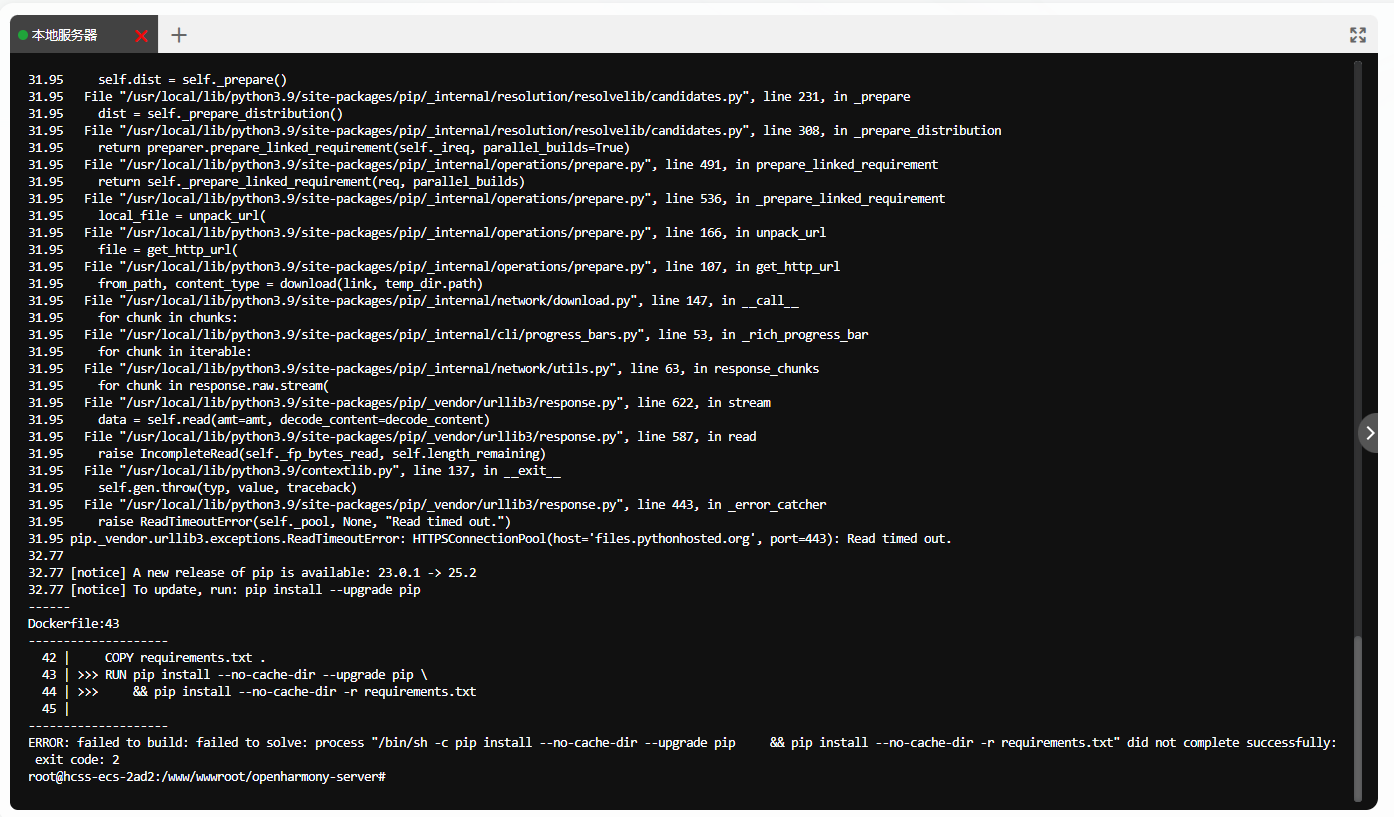 本地服务器
31.95     self.dist = self._prepare()
31.95   File "/usr/local/lib/python3.9/site-packages/pip/_internal/resolution/resolvelib/candidates.py", line 231, in _prepare
31.95     dist = self._prepare_distribution()
31.95   File "/usr/local/lib/python3.9/site-packages/pip/_internal/resolution/resolvelib/candidates.py", line 308, in _prepare_distribution
31.95     return preparer.prepare_linked_requirement(self._ireq, parallel_builds=True)
31.95   File "/usr/local/lib/python3.9/site-packages/pip/_internal/operations/prepare.py", line 491, in prepare_linked_requirement
31.95     return self._prepare_linked_requirement(req, parallel_builds)
31.95   File "/usr/local/lib/python3.9/site-packages/pip/_internal/operations/prepare.py", line 536, in _prepare_linked_requirement
31.95     local_file = unpack_url(
31.95   File "/usr/local/lib/python3.9/site-packages/pip/_internal/operations/prepare.py", line 166, in unpack_url
31.95     file = get_http_url(
31.95   File "/usr/local/lib/python3.9/site-packages/pip/_internal/operations/prepare.py", line 107, in get_http_url
31.95     from_path, content_type = download(link, temp_dir.path)
31.95   File "/usr/local/lib/python3.9/site-packages/pip/_internal/network/download.py", line 147, in __call__
31.95     for chunk in chunks:
31.95   File "/usr/local/lib/python3.9/site-packages/pip/_internal/cli/progress_bars.py", line 53, in _rich_progress_bar
31.95     for chunk in iterable:
31.95   File "/usr/local/lib/python3.9/site-packages/pip/_internal/network/utils.py", line 63, in response_chunks
31.95     for chunk in response.raw.stream(
31.95   File "/usr/local/lib/python3.9/site-packages/pip/_vendor/urllib3/response.py", line 622, in stream
31.95     data = self.read(amt=amt, decode_content=decode_content)
31.95   File "/usr/local/lib/python3.9/site-packages/pip/_vendor/urllib3/response.py", line 587, in read
31.95     raise IncompleteRead(self._fp_bytes_read, self.length_remaining)
31.95   File "/usr/local/lib/python3.9/contextlib.py", line 137, in __exit__
31.95     self.gen.throw(typ, value, traceback)
31.95   File "/usr/local/lib/python3.9/site-packages/pip/_vendor/urllib3/response.py", line 443, in _error_catcher
31.95     raise ReadTimeoutError(self._pool, None, "Read timed out.")
31.95 pip._vendor.urllib3.exceptions.ReadTimeoutError: HTTPSConnectionPool(host='files.pythonhosted.org', port=443): Read timed out.
32.77
32.77 [notice] A new release of pip is available: 23.0.1 -> 25.2
32.77 [notice] To update, run: pip install --upgrade pip
------
Dockerfile:43
--------------------
  42 |     COPY requirements.txt .
  43 | >>> RUN pip install --no-cache-dir --upgrade pip \
  44 | >>>     && pip install --no-cache-dir -r requirements.txt
  45 |
--------------------
ERROR: failed to build: failed to solve: process "/bin/sh -c pip install --no-cache-dir --upgrade pip     && pip install --no-cache-dir -r requirements.txt" did not complete successfully:
 exit code: 2
root@hcss-ecs-2ad2:/www/wwwroot/openharmony-server#